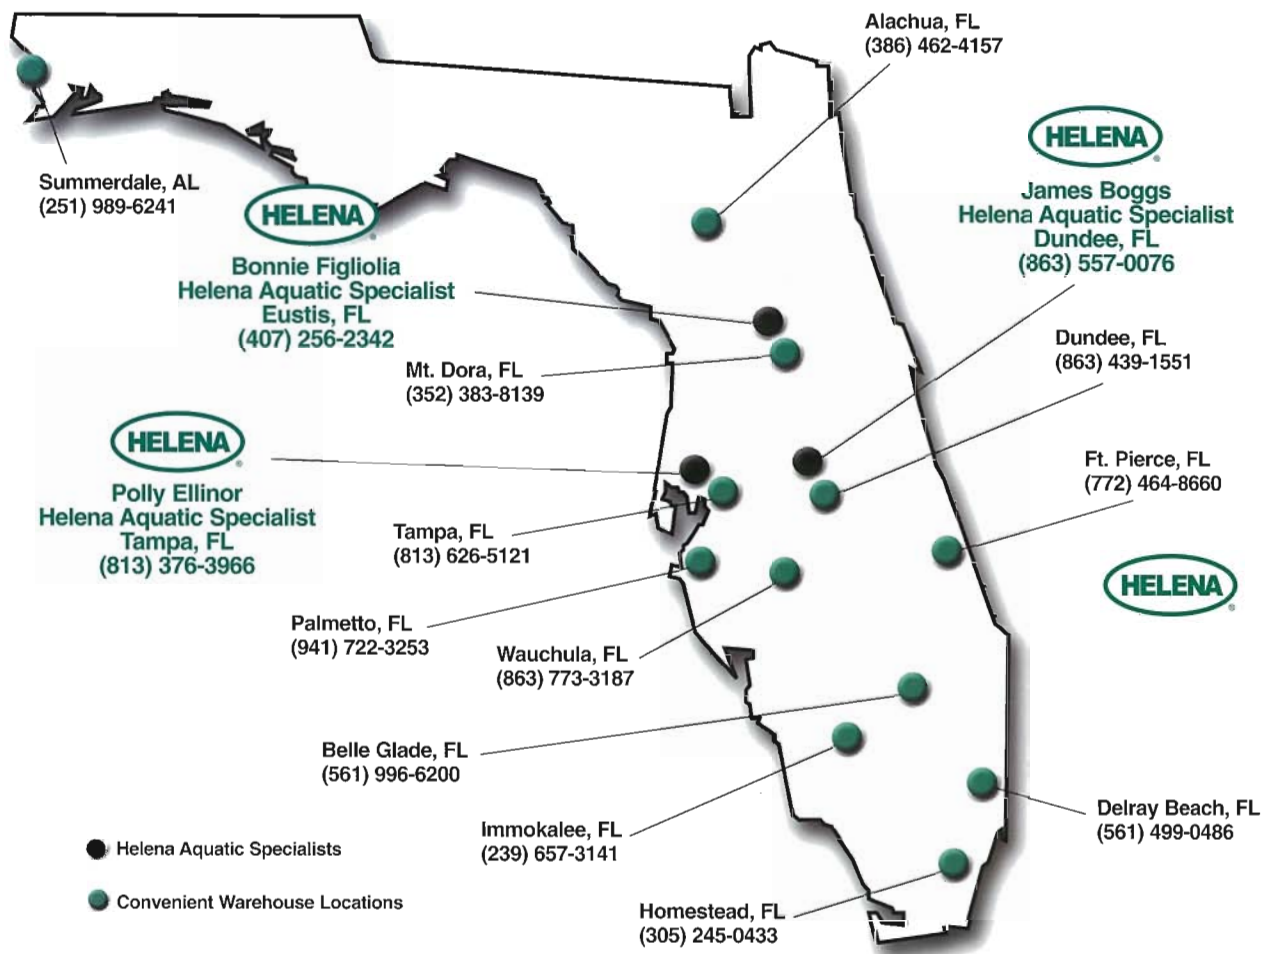 Alachua, FL
(386) 462-4157
HELENA
James Boggs
Helena Aquatic Specialist
Dundee, FL
(863) 557-0076
Summerdale, AL
(251) 989-6241
HELENA
Bonnie Figliolia
Helena Aquatic Specialist
Eustis, FL
(407) 256-2342
Dundee, FL
(863) 439-1551
Mt. Dora, FL
(352) 383-8139
HELENA
Polly Ellinor
Helena Aquatic Specialist
Tampa, FL
(813) 376-3966
Ft. Pierce, FL
(772) 464-8660
Tampa, FL
(813) 626-5121
HELENA
Palmetto, FL
(941) 722-3253
Wauchula, FL
(863) 773-3187
Belle Glade, FL
(561) 996-6200
Delray Beach, FL
(561) 499-0486
Immokalee, FL
(239) 657-3141
Helena Aquatic Specialists
Convenient Warehouse Locations
Homestead, FL
(305) 245-0433